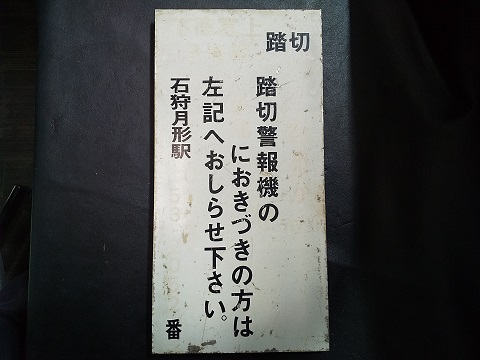 踏切
踏切警報機の
におきづきの方は
左記へおしらせ下さい。
石狩月形駅
番